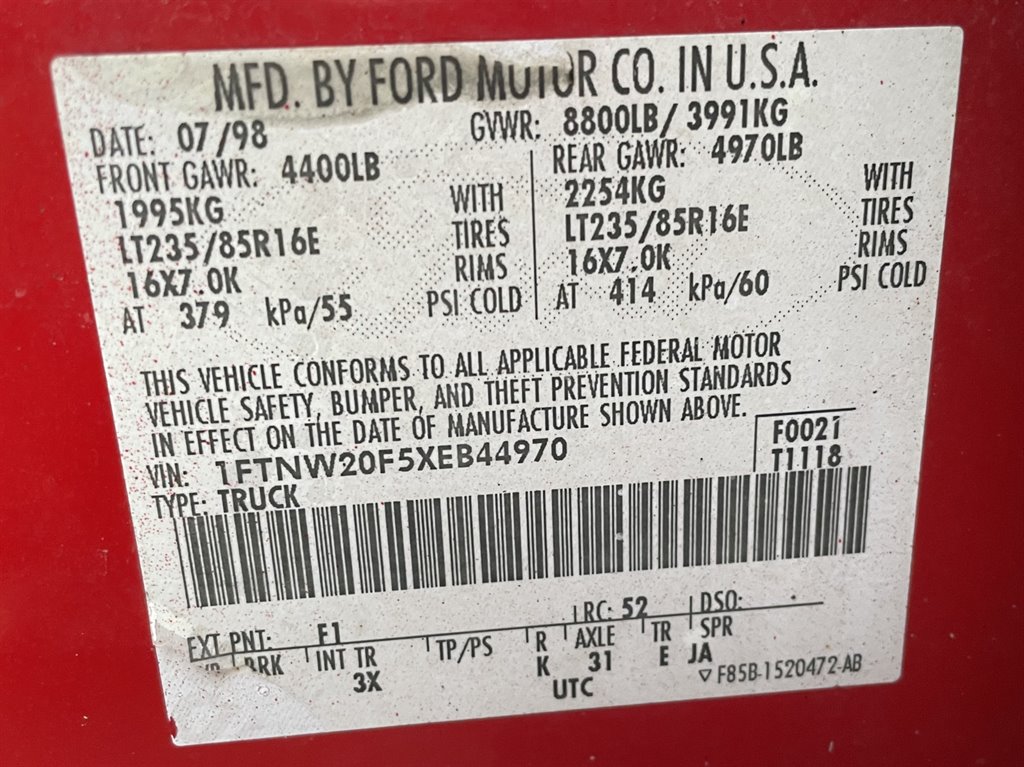 MFD. BY FORD MOTOR CO. IN U.S.A.
DATE: 07/98 GVWR: 8800LB/ 3991KG
FRONT GAWR: 4400LB REAR GAWR: 4970LB
1995KG WITH 2254KG WITH
LT235/85R16E TIRES LT235/85R16E TIRES
16X7.0K RIMS 16X7.0K RIMS
AT 379 kPa/55 PSI COLD AT 414 kPa/60 PSI COLD
THIS VEHICLE CONFORMS TO ALL APPLICABLE FEDERAL MOTOR
VEHICLE SAFETY, BUMPER, AND THEFT PREVENTION STANDARDS
IN EFFECT ON THE DATE OF MANUFACTURE SHOWN ABOVE.
VIN: 1FTNW20F5XEB44970 F0021
TYPE: TRUCK T1118
EXT PNT: F1 RC: 52 DSO:
BRK INT TR TP/PS R AXLE TR SPR
3X K 31 E JA
UTC ▽ F85B-1520472-AB